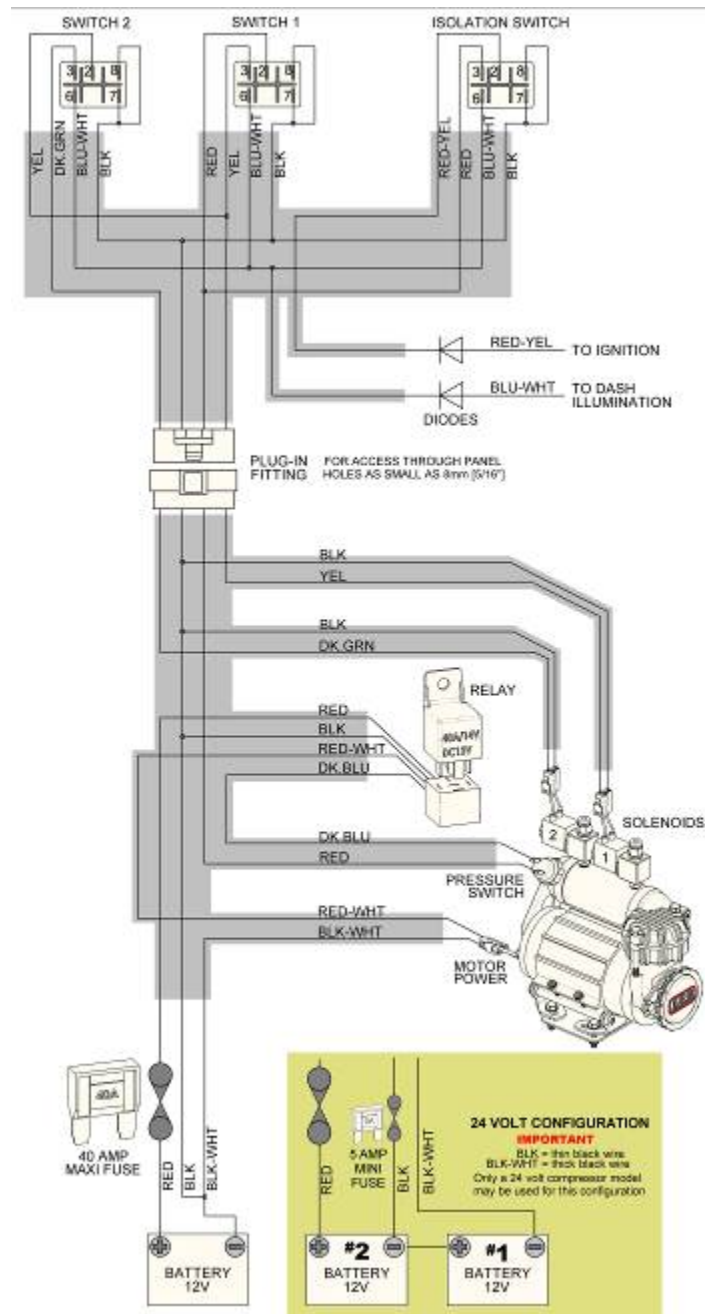 SWITCH 2
SWITCH 1
ISOLATION SWITCH
3 2 8
6 7
3 2 8
6 7
3 2 8
6 7
YEL
DK.GRN
BLU-WHT
BLK
RED
YEL
BLU-WHT
BLK
RED-YEL
RED
BLU-WHT
BLK
RED-YEL
TO IGNITION
BLU-WHT
TO DASH
ILLUMINATION
DIODES
PLUG-IN
FITTING
FOR ACCESS THROUGH PANEL
HOLES AS SMALL AS 8mm [5/16"]
BLK
YEL
BLK
DK.GRN
RELAY
40A/14V
DC12V
RED
BLK
RED-WHT
DK.BLU
2
1
SOLENOIDS
DK.BLU
RED
PRESSURE
SWITCH
RED-WHT
BLK-WHT
MOTOR
POWER
40A
40 AMP
MAXI FUSE
RED
BLK
BLK-WHT
BATTERY
12V
5 AMP
MINI
FUSE
RED
BLK
BLK-WHT
24 VOLT CONFIGURATION
IMPORTANT
BLK = thin black wire
BLK-WHT = thick black wire
Only a 24 volt compressor model
may be used for this configuration
#2
BATTERY
12V
#1
BATTERY
12V